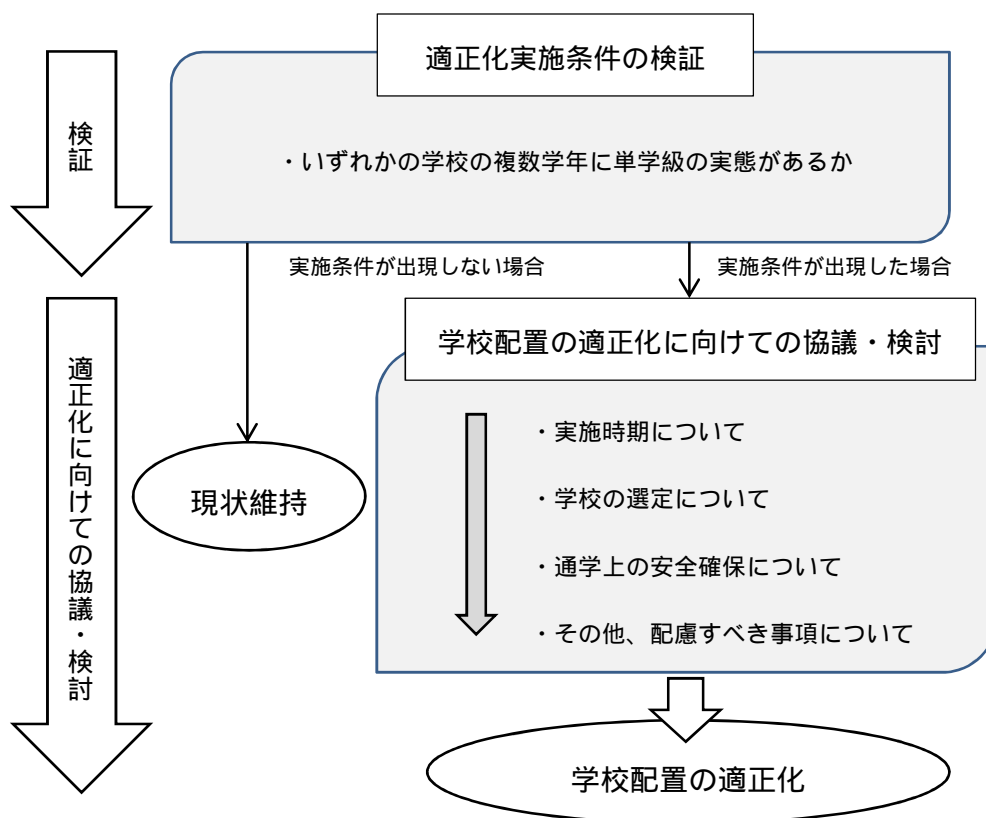 適正化実施条件の検証
検証
・いずれかの学校の複数学年に単学級の実態があるか
実施条件が出現しない場合
実施条件が出現した場合
学校配置の適正化に向けての協議・検討
適正化に向けての協議・検討
・実施時期について
現状維持
・学校の選定について
・通学上の安全確保について
・その他、配慮すべき事項について
学校配置の適正化